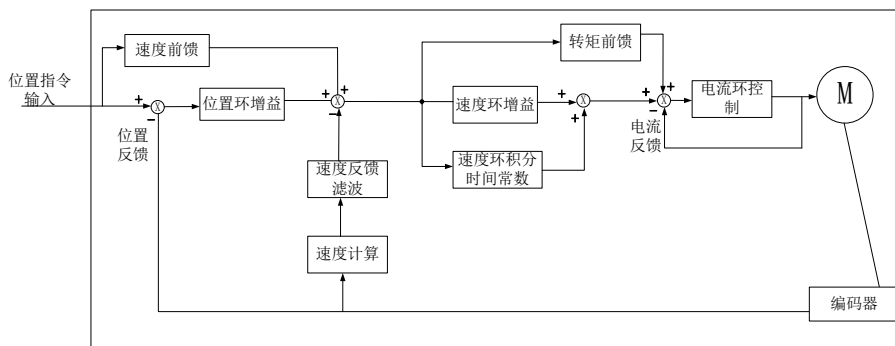 速度前馈
转矩前馈
位置指令
输入
+
+
+
-
位置环增益
+
+
-
速度环增益
+
+
+
-
+
电流环控
制
M
位置
反馈
电流
反馈
速度反馈
滤波
速度环积分
时间常数
速度计算
编码器